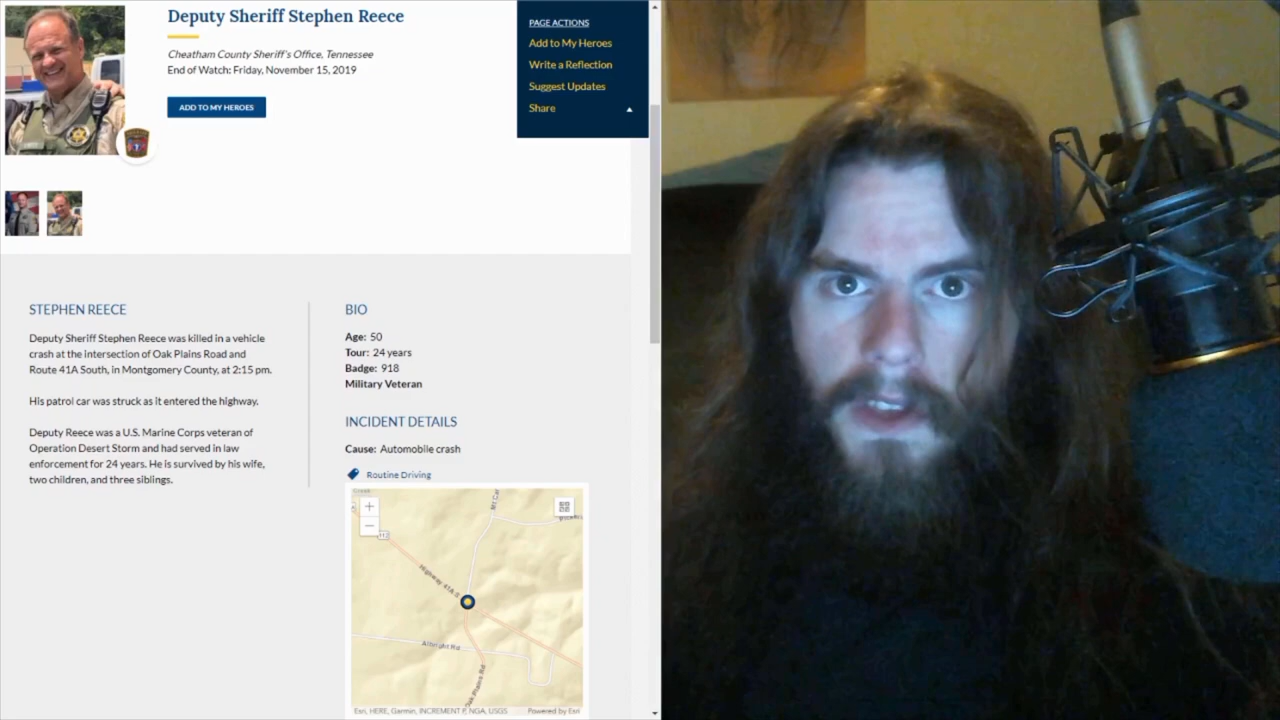 Deputy Sheriff Stephen Reece
Cheatham County Sheriff's Office, Tennessee
End of Watch: Friday, November 15, 2019
ADD TO MY HEROES
PAGE ACTIONS
Add to My Heroes
Write a Reflection
Suggest Updates
Share
STEPHEN REECE
Deputy Sheriff Stephen Reece was killed in a vehicle
crash at the intersection of Oak Plains Road and
Route 41A South, in Montgomery County, at 2:15 pm.
His patrol car was struck as it entered the highway.
Deputy Reece was a U.S. Marine Corps veteran of
Operation Desert Storm and had served in law
enforcement for 24 years. He is survived by his wife,
two children, and three siblings.
BIO
Age: 50
Tour: 24 years
Badge: 918
Military Veteran
INCIDENT DETAILS
Cause: Automobile crash
Routine Driving
+
−
112
Highway 41A S
Albright Rd
Oak Plains Rd
Esri, HERE, Garmin, INCREMENT P, NGA, USGS
Powered by Esri